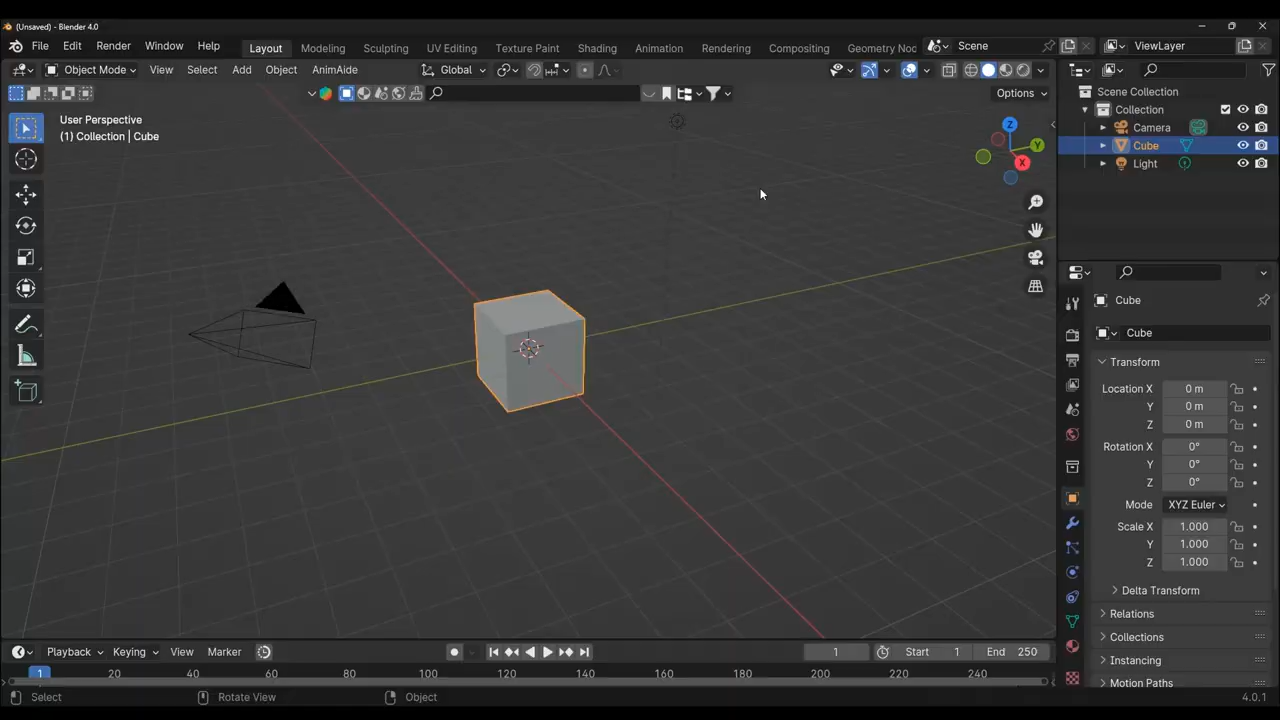 (Unsaved) - Blender 4.0
File Edit Render Window Help Layout Modeling Sculpting UV Editing Texture Paint Shading Animation Rendering Compositing Geometry Noc Scene ViewLayer
Object Mode View Select Add Object AnimAide Global
Options
User Perspective
(1) Collection | Cube
Z
Y
X
Scene Collection
Collection
Camera
Cube
Light
Cube
Cube
Transform
Location X 0 m
Y 0 m
Z 0 m
Rotation X 0°
Y 0°
Z 0°
Mode XYZ Euler
Scale X 1.000
Y 1.000
Z 1.000
Delta Transform
Relations
Collections
Instancing
Motion Paths
Playback Keying View Marker 1 Start 1 End 250
1 20 40 60 80 100 120 140 160 180 200 220 240
Select Rotate View Object 4.0.1